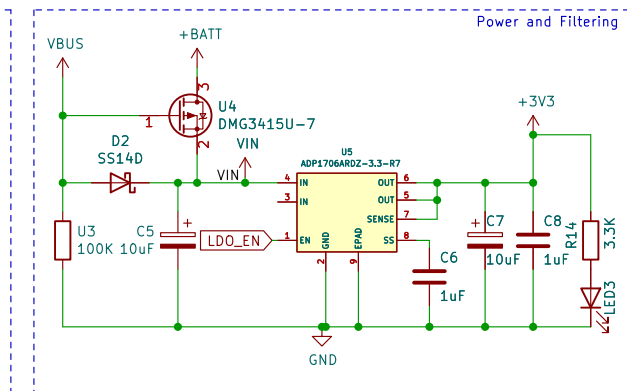 Power and Filtering
VBUS
+BATT
3
U4
DMG3415U-7
1
2
+3V3
D2
SS14D
VIN
U5
ADP1706ARDZ-3.3-R7
VIN
4 IN OUT 6
3 IN OUT 5
SENSE 7
1 EN GND EPAD SS 8
2 9
U3
100K
C5
10uF
+
LDO_EN
C6
1uF
+
C7
10uF
C8
1uF
R14
3.3K
LED3
GND